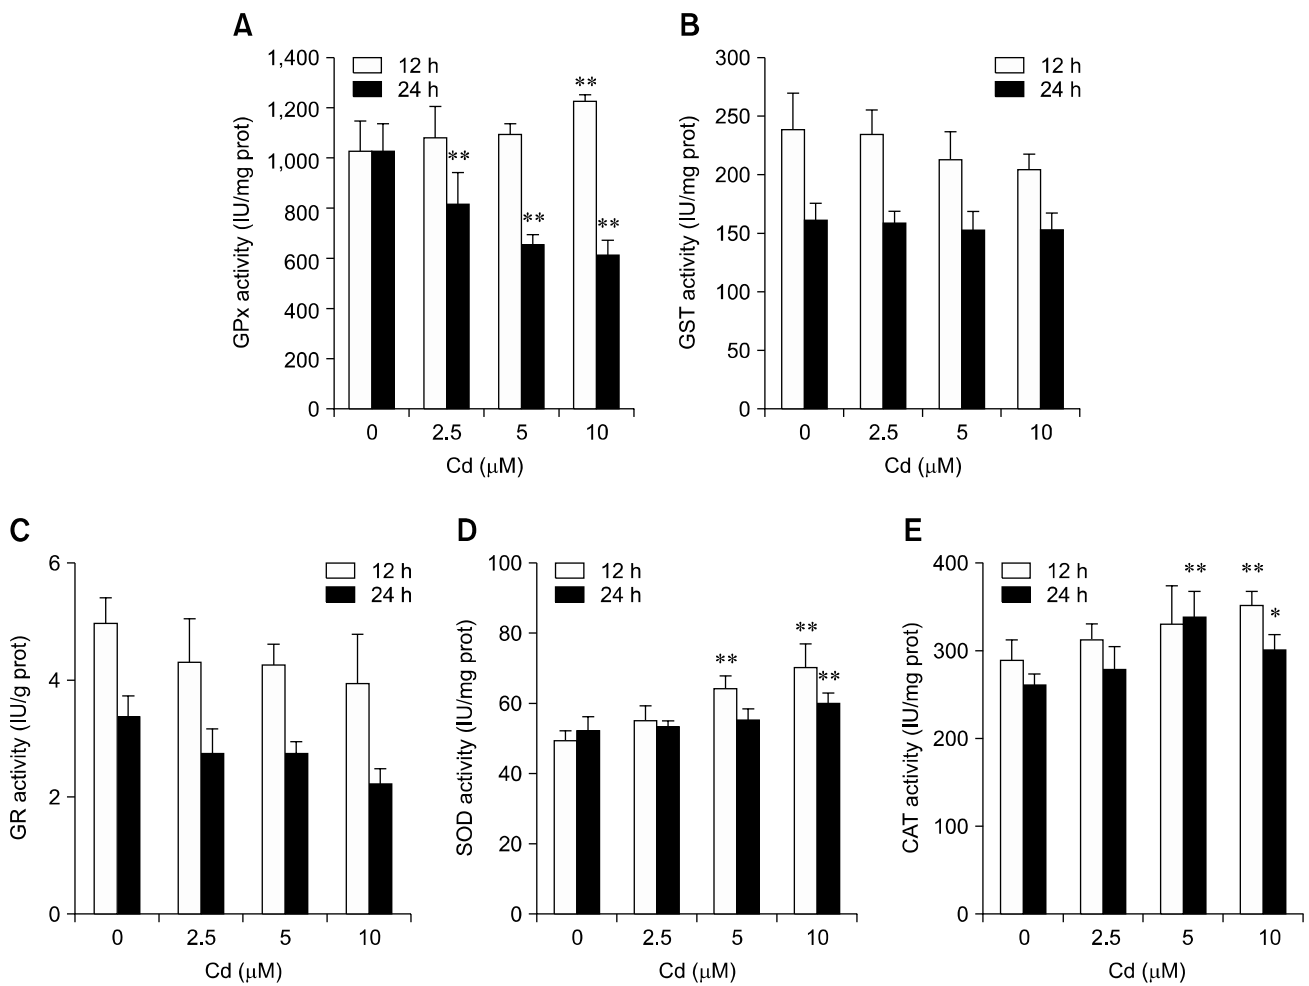 A
GPx activity (IU/mg prot)
1,400
1,200
1,000
800
600
400
200
0
12 h
24 h
**
**
**
**
0 2.5 5 10
Cd (μM)
B
GST activity (IU/mg prot)
300
250
200
150
100
50
0
12 h
24 h
0 2.5 5 10
Cd (μM)
C
GR activity (IU/g prot)
6
4
2
0
12 h
24 h
0 2.5 5 10
Cd (μM)
D
SOD activity (IU/mg prot)
100
80
60
40
20
0
12 h
24 h
**
**
**
0 2.5 5 10
Cd (μM)
E
CAT activity (IU/mg prot)
400
300
200
100
0
12 h
24 h
** **
*
0 2.5 5 10
Cd (μM)